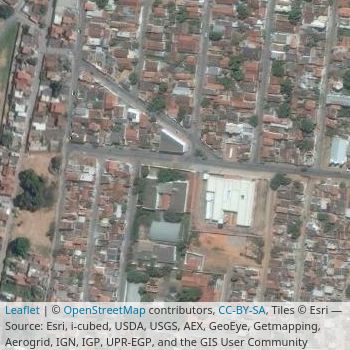 Leaflet | © OpenStreetMap contributors, CC-BY-SA, Tiles © Esri —
Source: Esri, i-cubed, USDA, USGS, AEX, GeoEye, Getmapping,
Aerogrid, IGN, IGP, UPR-EGP, and the GIS User Community